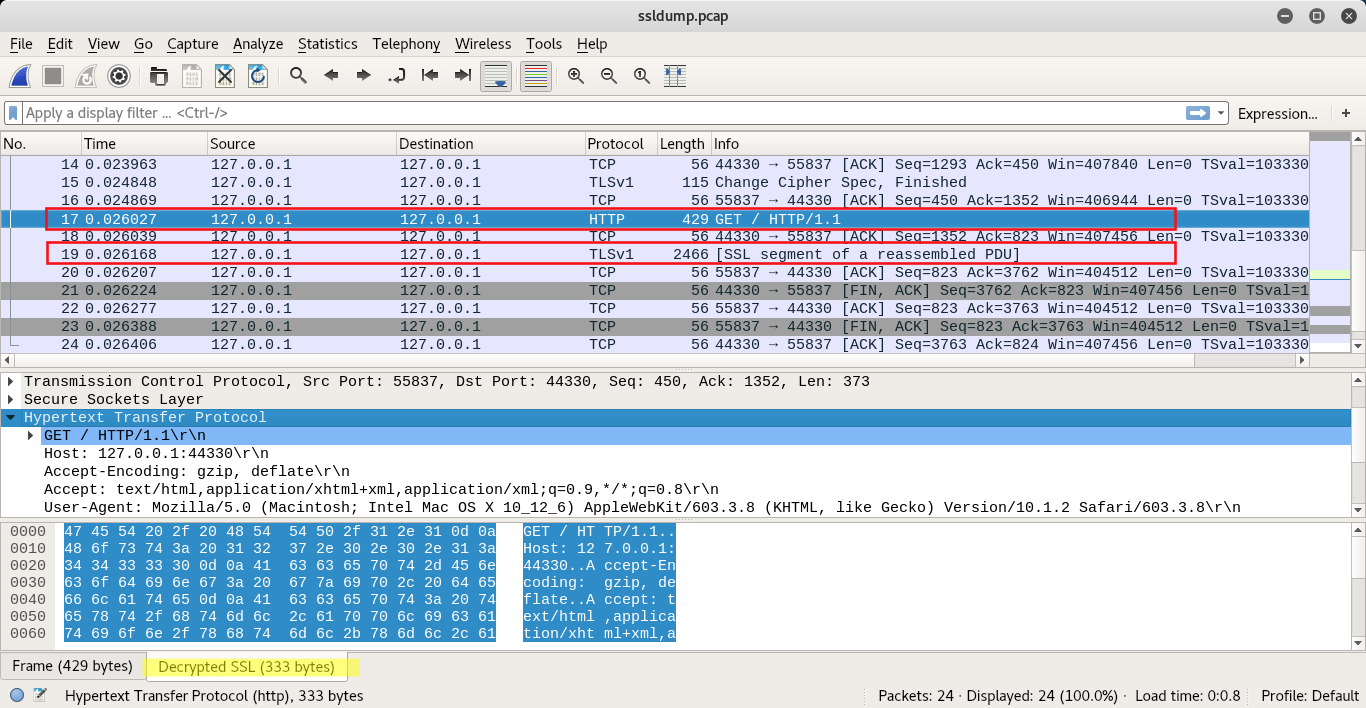 ssldump.pcap
File Edit View Go Capture Analyze Statistics Telephony Wireless Tools Help
Apply a display filter ... <Ctrl-/> Expression... +
No. Time Source Destination Protocol Length Info
14 0.023963 127.0.0.1 127.0.0.1 TCP 56 44330 → 55837 [ACK] Seq=1293 Ack=450 Win=407840 Len=0 TSval=103330
15 0.024848 127.0.0.1 127.0.0.1 TLSv1 115 Change Cipher Spec, Finished
16 0.024869 127.0.0.1 127.0.0.1 TCP 56 55837 → 44330 [ACK] Seq=450 Ack=1352 Win=406944 Len=0 TSval=103330
17 0.026027 127.0.0.1 127.0.0.1 HTTP 429 GET / HTTP/1.1
18 0.026039 127.0.0.1 127.0.0.1 TCP 56 44330 → 55837 [ACK] Seq=1352 Ack=823 Win=407456 Len=0 TSval=103330
19 0.026168 127.0.0.1 127.0.0.1 TLSv1 2466 [SSL segment of a reassembled PDU]
20 0.026207 127.0.0.1 127.0.0.1 TCP 56 55837 → 44330 [ACK] Seq=823 Ack=3762 Win=404512 Len=0 TSval=103330
21 0.026224 127.0.0.1 127.0.0.1 TCP 56 44330 → 55837 [FIN, ACK] Seq=3762 Ack=823 Win=407456 Len=0 TSval=1
22 0.026277 127.0.0.1 127.0.0.1 TCP 56 55837 → 44330 [ACK] Seq=823 Ack=3763 Win=404512 Len=0 TSval=103330
23 0.026388 127.0.0.1 127.0.0.1 TCP 56 55837 → 44330 [FIN, ACK] Seq=823 Ack=3763 Win=404512 Len=0 TSval=1
24 0.026406 127.0.0.1 127.0.0.1 TCP 56 44330 → 55837 [ACK] Seq=3763 Ack=824 Win=407456 Len=0 TSval=103330
Transmission Control Protocol, Src Port: 55837, Dst Port: 44330, Seq: 450, Ack: 1352, Len: 373
Secure Sockets Layer
Hypertext Transfer Protocol
GET / HTTP/1.1\r\n
Host: 127.0.0.1:44330\r\n
Accept-Encoding: gzip, deflate\r\n
Accept: text/html,application/xhtml+xml,application/xml;q=0.9,*/*;q=0.8\r\n
User-Agent: Mozilla/5.0 (Macintosh; Intel Mac OS X 10_12_6) AppleWebKit/603.3.8 (KHTML, like Gecko) Version/10.1.2 Safari/603.3.8\r\n
0000 47 45 54 20 2f 20 48 54 54 50 2f 31 2e 31 0d 0a GET / HT TP/1.1..
0010 48 6f 73 74 3a 20 31 32 37 2e 30 2e 30 2e 31 3a Host: 12 7.0.0.1:
0020 34 34 33 33 30 0d 0a 41 63 63 65 70 74 2d 45 6e 44330..A ccept-En
0030 63 6f 64 69 6e 67 3a 20 67 7a 69 70 2c 20 64 65 coding: gzip, de
0040 66 6c 61 74 65 0d 0a 41 63 63 65 70 74 3a 20 74 flate..A ccept: t
0050 65 78 74 2f 68 74 6d 6c 2c 61 70 70 6c 69 63 61 ext/html ,applica
0060 74 69 6f 6e 2f 78 68 74 6d 6c 2b 78 6d 6c 2c 61 tion/xht ml+xml,a
Frame (429 bytes) Decrypted SSL (333 bytes)
Hypertext Transfer Protocol (http), 333 bytes Packets: 24 · Displayed: 24 (100.0%) · Load time: 0:0.8 Profile: Default